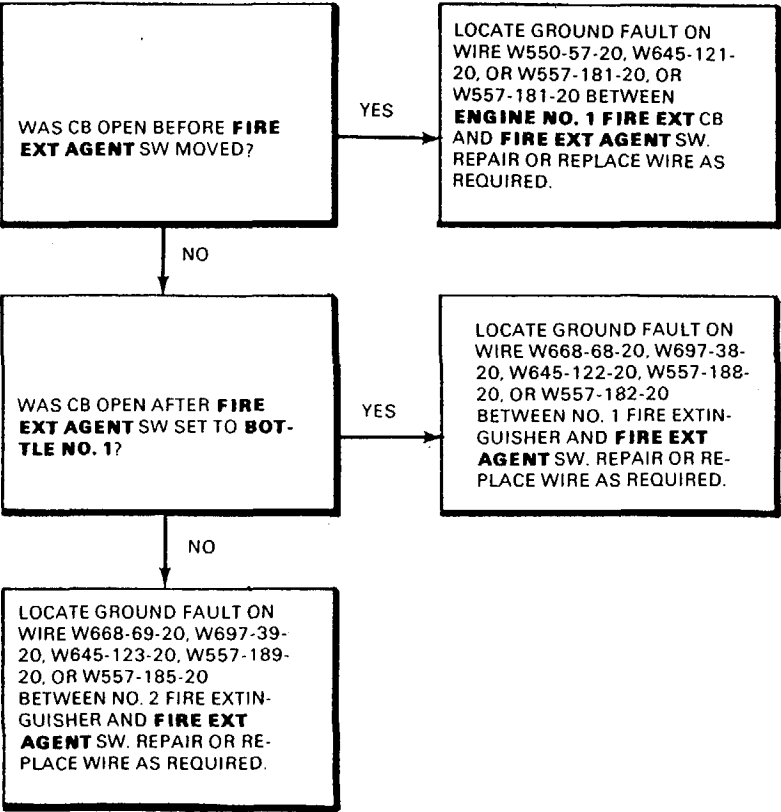 WAS CB OPEN BEFORE FIRE
EXT AGENT SW MOVED?
YES
LOCATE GROUND FAULT ON
WIRE W550-57-20, W645-121-
20, OR W557-181-20, OR
W557-181-20 BETWEEN
ENGINE NO. 1 FIRE EXT CB
AND FIRE EXT AGENT SW.
REPAIR OR REPLACE WIRE AS
REQUIRED.
NO
WAS CB OPEN AFTER FIRE
EXT AGENT SW SET TO BOT-
TLE NO. 1?
YES
LOCATE GROUND FAULT ON
WIRE W668-68-20, W697-38-
20, W645-122-20, W557-188-
20, OR W557-182-20
BETWEEN NO. 1 FIRE EXTIN-
GUISHER AND FIRE EXT
AGENT SW. REPAIR OR RE-
PLACE WIRE AS REQUIRED.
NO
LOCATE GROUND FAULT ON
WIRE W668-69-20, W697-39-
20, W645-123-20, W557-189-
20, OR W557-185-20
BETWEEN NO. 2 FIRE EXTIN-
GUISHER AND FIRE EXT
AGENT SW. REPAIR OR RE-
PLACE WIRE AS REQUIRED.